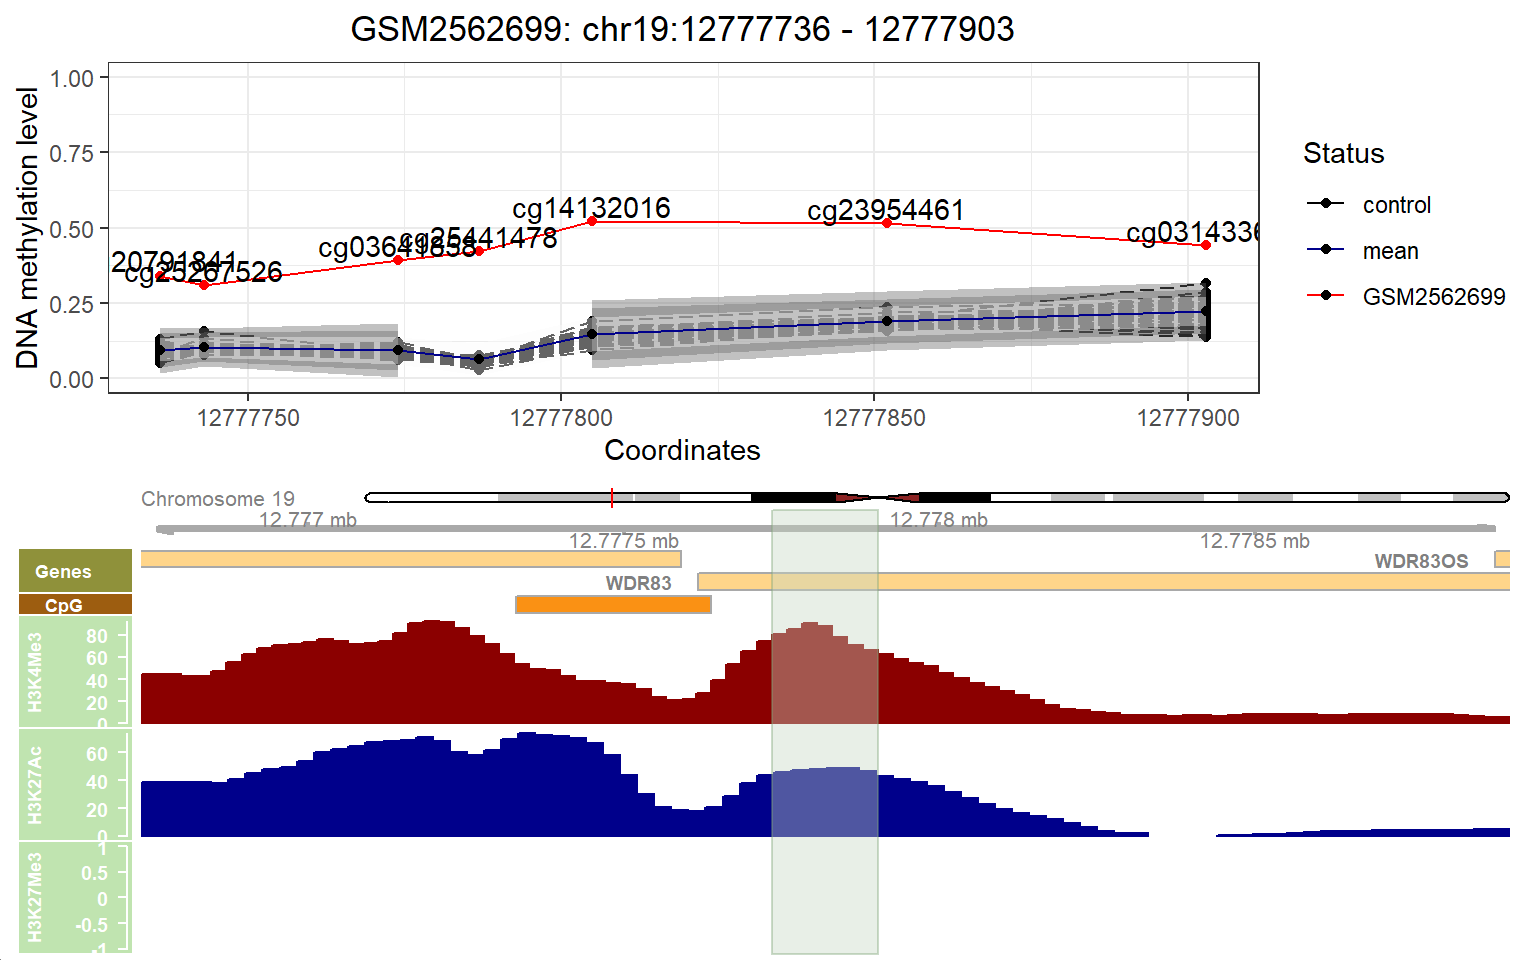 GSM2562699: chr19:12777736 - 12777903
DNA methylation level
1.00
0.75
0.50
0.25
0.00
20791841
cg25267526
cg03641858
cg25441478
cg14132016
cg23954461
cg0314336
12777750
12777800
12777850
12777900
Coordinates
Status
control
mean
GSM2562699
Chromosome 19
12.777 mb
12.778 mb
12.7775 mb
12.7785 mb
Genes
WDR83OS
WDR83
CpG
H3K4Me3
80
60
40
20
0
H3K27Ac
60
40
20
0
H3K27Me3
1
0.5
0
-0.5
-1